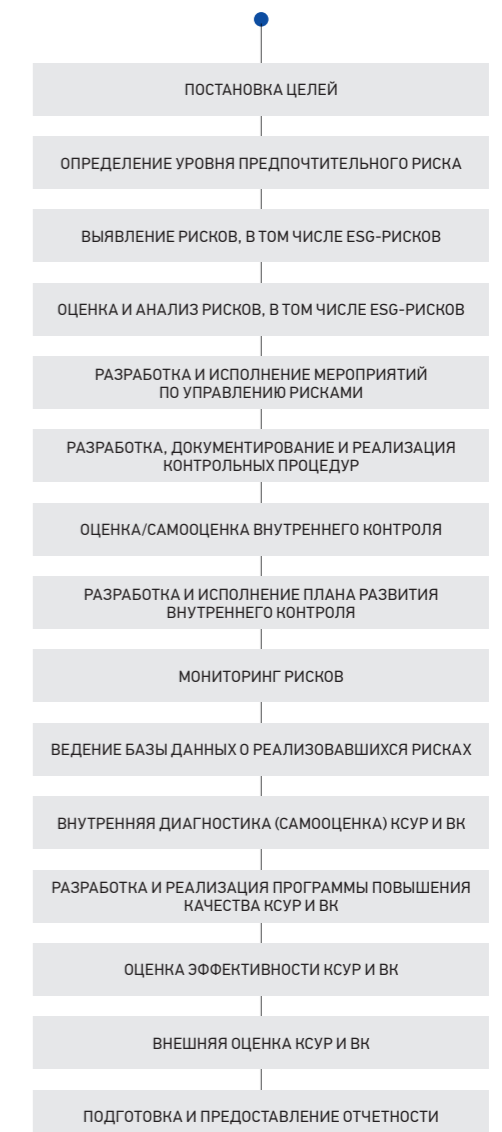 ПОСТАНОВКА ЦЕЛЕЙ
ОПРЕДЕЛЕНИЕ УРОВНЯ ПРЕДПОЧТИТЕЛЬНОГО РИСКА
ВЫЯВЛЕНИЕ РИСКОВ, В ТОМ ЧИСЛЕ ESG-РИСКОВ
ОЦЕНКА И АНАЛИЗ РИСКОВ, В ТОМ ЧИСЛЕ ESG-РИСКОВ
РАЗРАБОТКА И ИСПОЛНЕНИЕ МЕРОПРИЯТИЙ
ПО УПРАВЛЕНИЮ РИСКАМИ
РАЗРАБОТКА, ДОКУМЕНТИРОВАНИЕ И РЕАЛИЗАЦИЯ
КОНТРОЛЬНЫХ ПРОЦЕДУР
ОЦЕНКА/САМООЦЕНКА ВНУТРЕННЕГО КОНТРОЛЯ
РАЗРАБОТКА И ИСПОЛНЕНИЕ ПЛАНА РАЗВИТИЯ
ВНУТРЕННЕГО КОНТРОЛЯ
МОНИТОРИНГ РИСКОВ
ВЕДЕНИЕ БАЗЫ ДАННЫХ О РЕАЛИЗОВАВШИХСЯ РИСКАХ
ВНУТРЕННЯЯ ДИАГНОСТИКА (САМООЦЕНКА) КСУР И ВК
РАЗРАБОТКА И РЕАЛИЗАЦИЯ ПРОГРАММЫ ПОВЫШЕНИЯ
КАЧЕСТВА КСУР И ВК
ОЦЕНКА ЭФФЕКТИВНОСТИ КСУР И ВК
ВНЕШНЯЯ ОЦЕНКА КСУР И ВК
ПОДГОТОВКА И ПРЕДОСТАВЛЕНИЕ ОТЧЕТНОСТИ